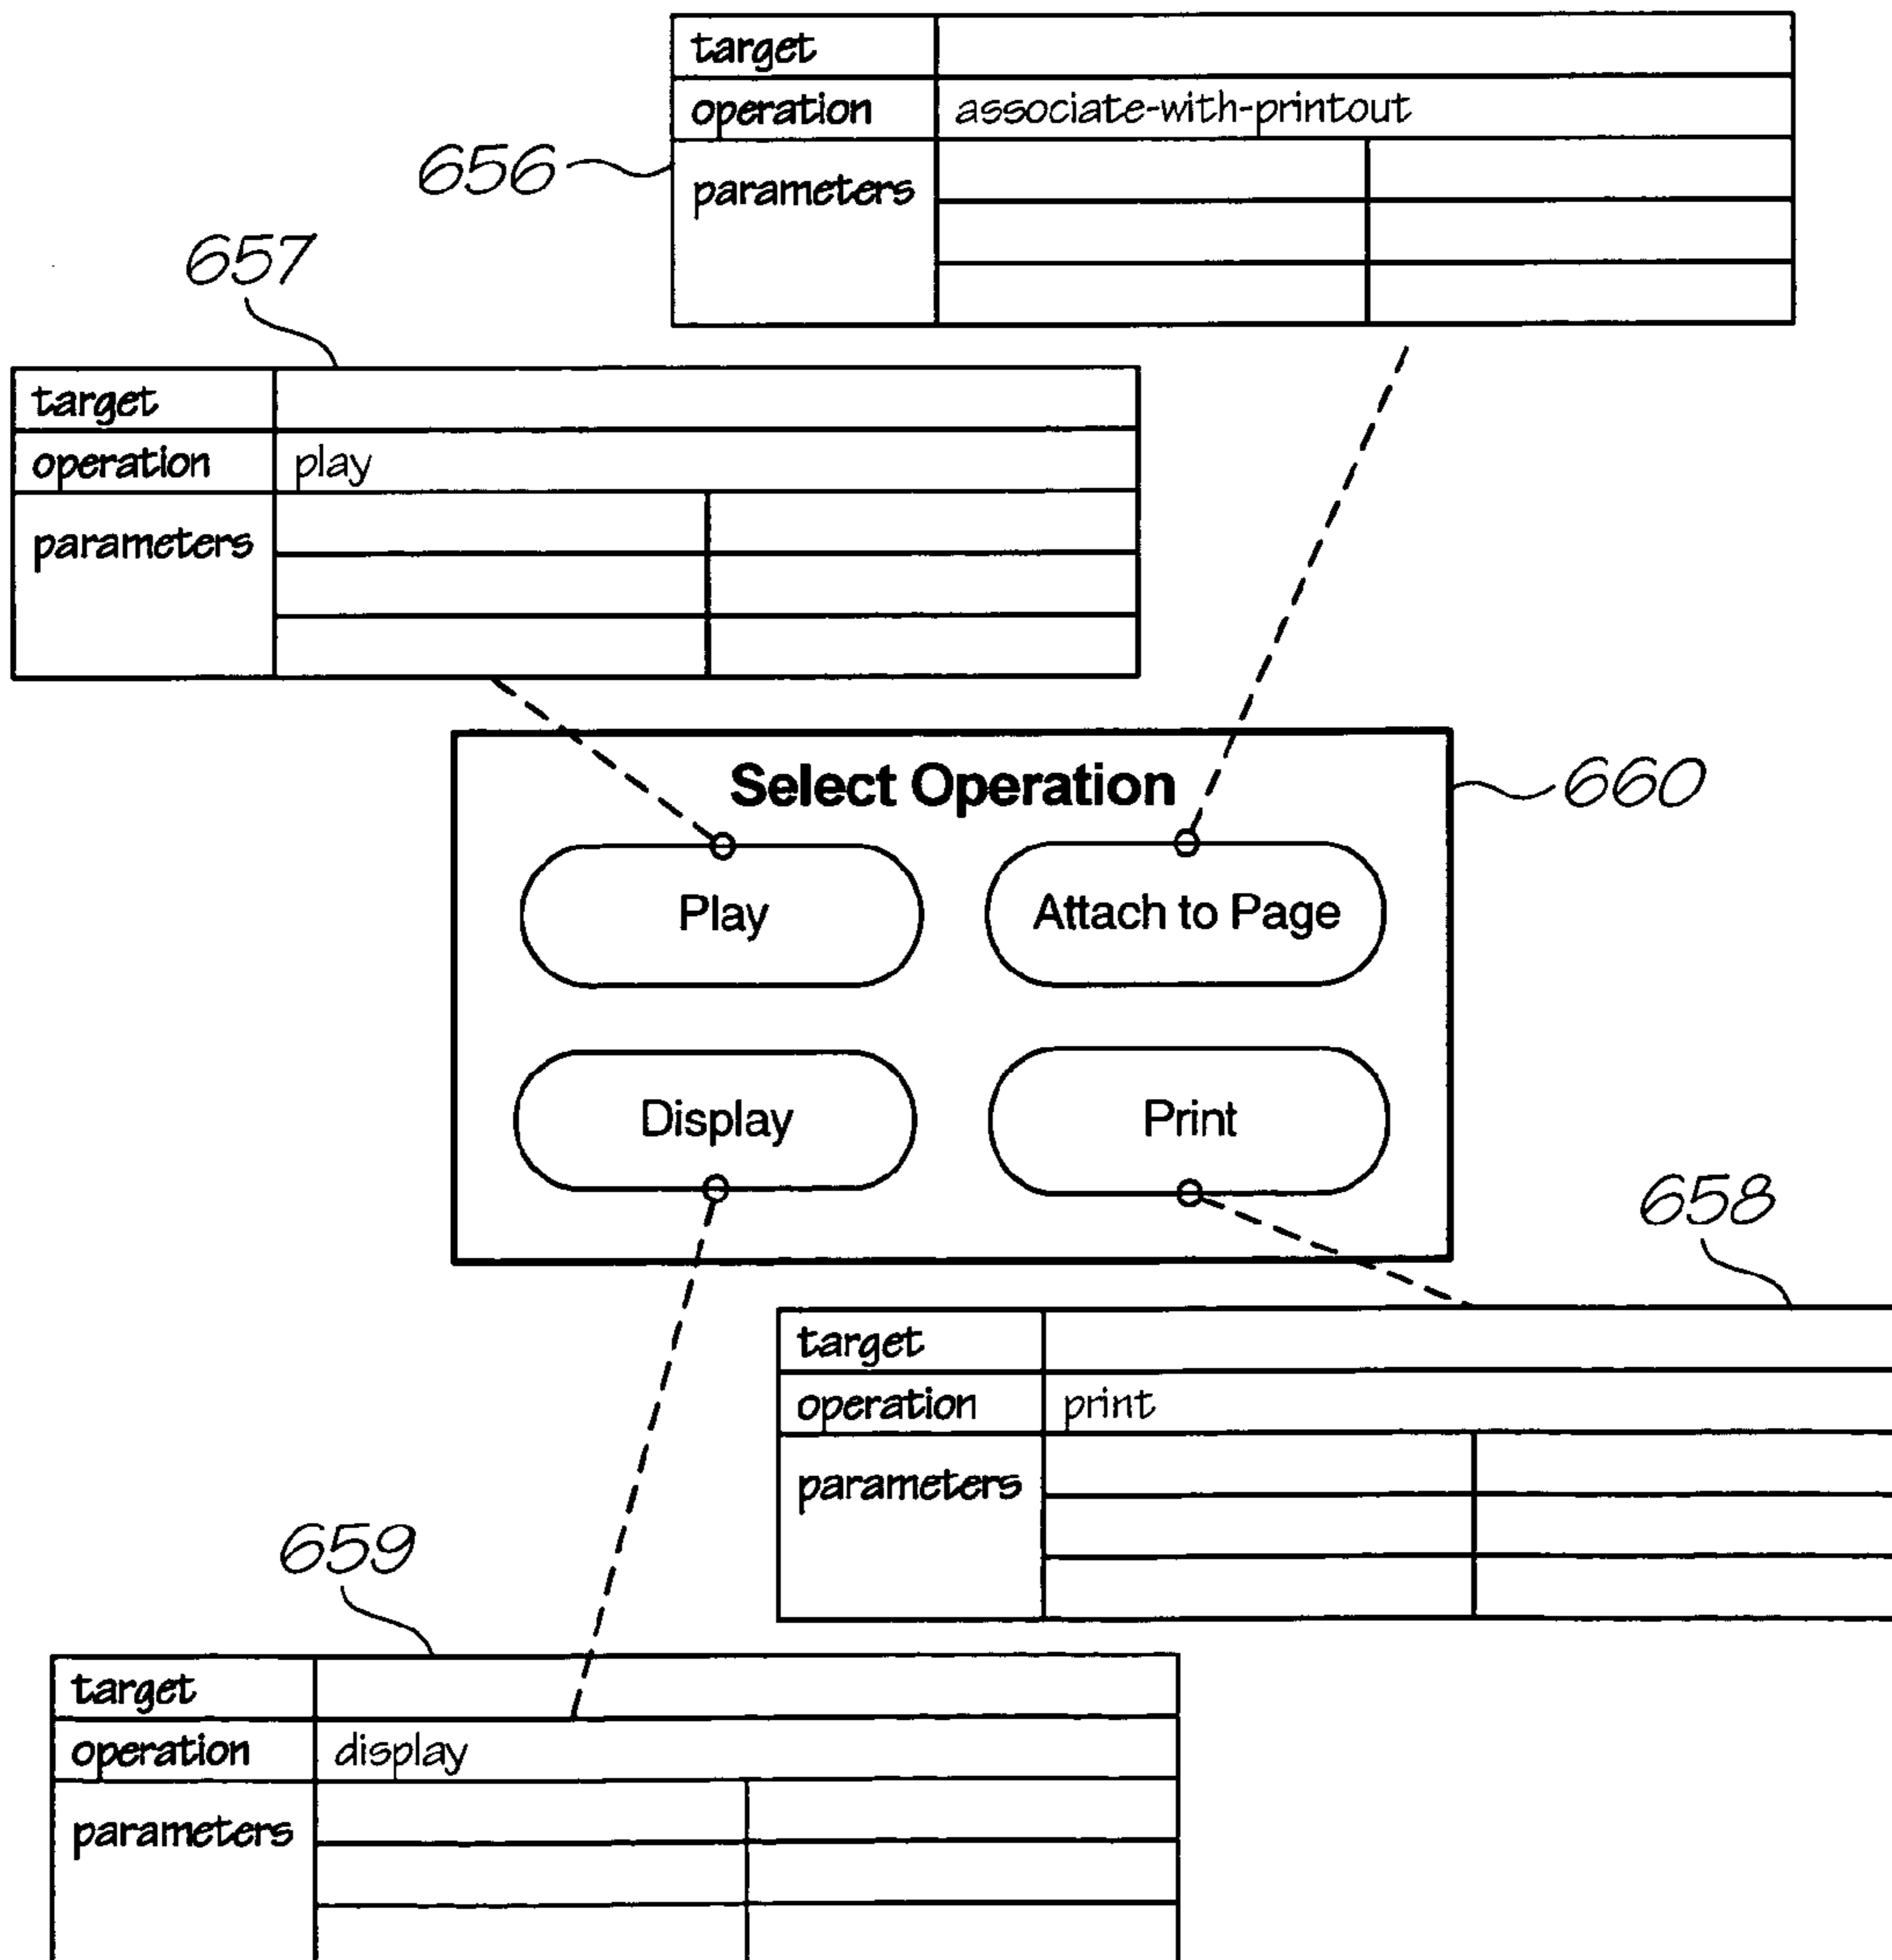 target
operation associate-with-printout
656
parameters
657
target
operation play
parameters
Select Operation
660
Play Attach to Page
Display Print
658
target
operation print
parameters
659
target
operation display
parameters